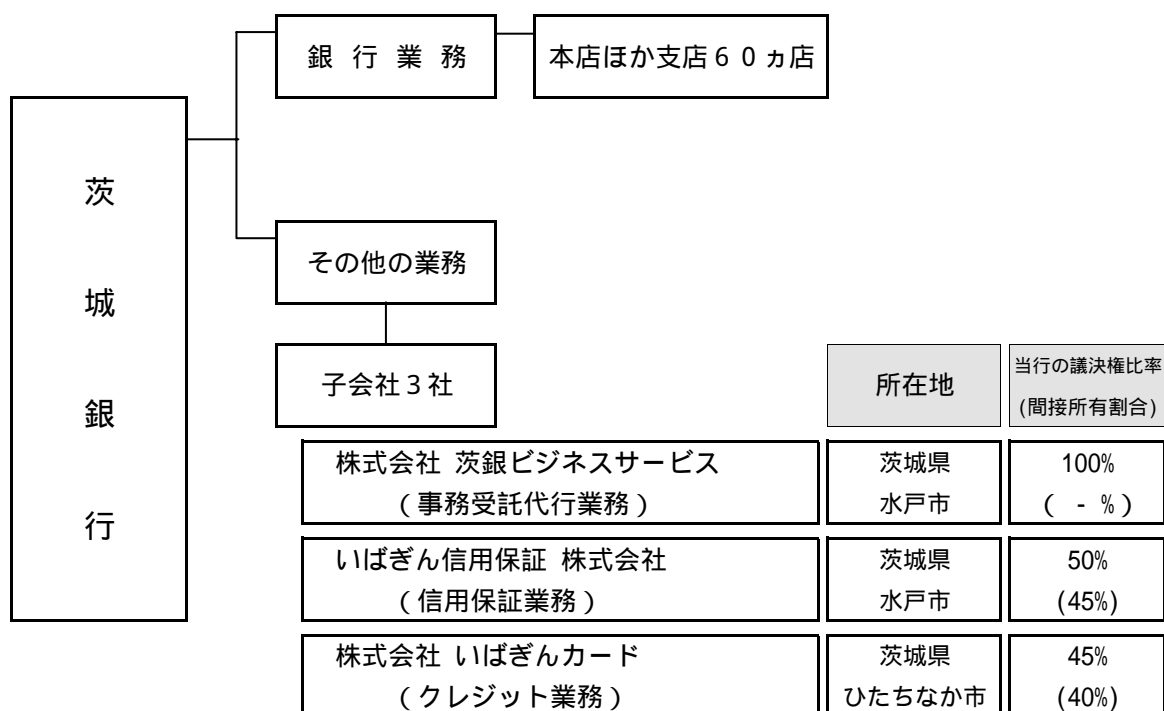 銀 行 業 務
本店ほか支店６０ヵ店
茨
城
銀
行
その他の業務
子会社３社
所在地
当行の議決権比率
(間接所有割合)
株式会社 茨銀ビジネスサービス
（事務受託代行業務）
茨城県
水戸市
100%
( - %)
いばぎん信用保証 株式会社
（信用保証業務）
茨城県
水戸市
50%
(45%)
株式会社 いばぎんカード
（クレジット業務）
茨城県
ひたちなか市
45%
(40%)